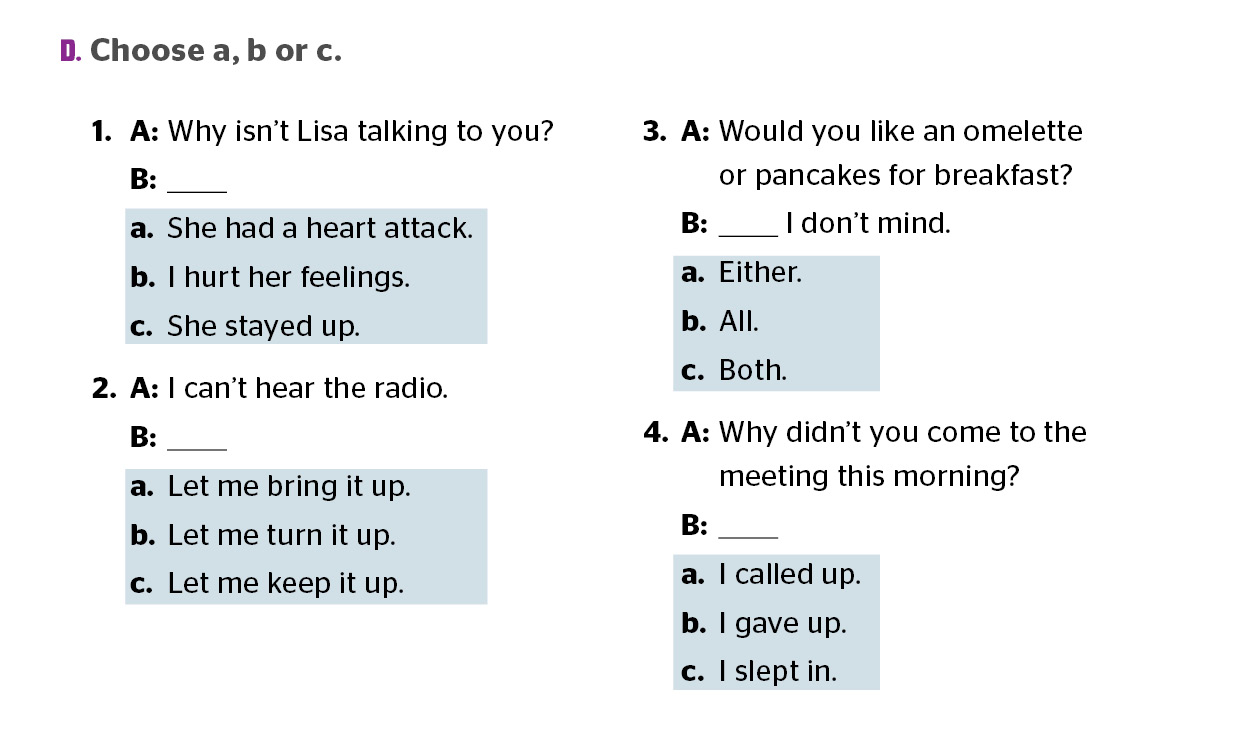 D. Choose a, b or c.
1. A: Why isn't Lisa talking to you?
B: ____
a. She had a heart attack.
b. I hurt her feelings.
c. She stayed up.
2. A: I can't hear the radio.
B: ____
a. Let me bring it up.
b. Let me turn it up.
c. Let me keep it up.
3. A: Would you like an omelette
or pancakes for breakfast?
B: ____ I don't mind.
a. Either.
b. All.
c. Both.
4. A: Why didn't you come to the
meeting this morning?
B: ____
a. I called up.
b. I gave up.
c. I slept in.